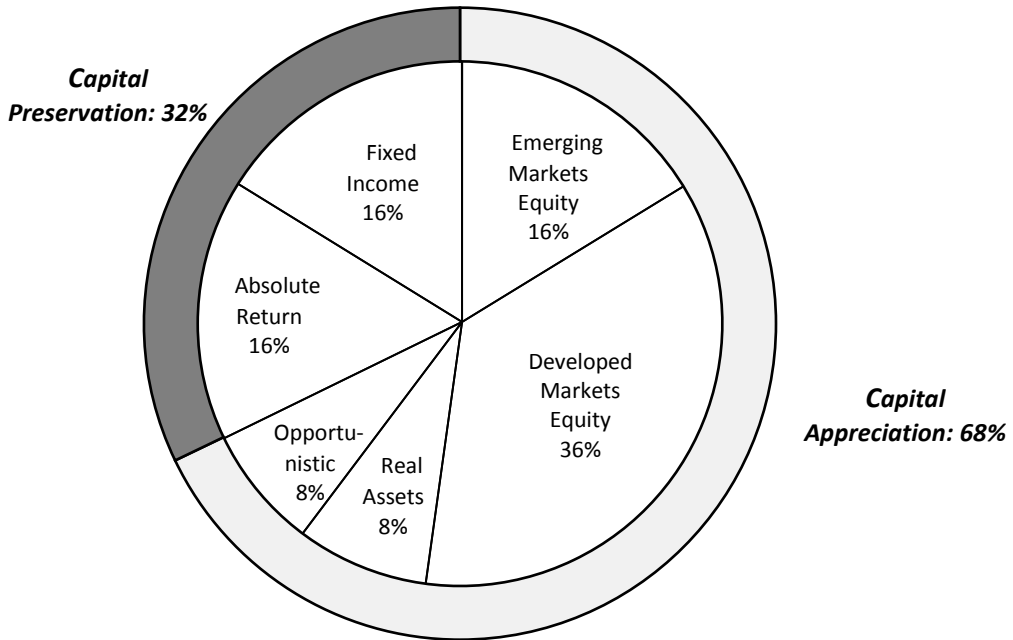 Capital
Preservation: 32%
Fixed
Income
16%
Emerging
Markets
Equity
16%
Absolute
Return
16%
Developed
Markets
Equity
36%
Capital
Appreciation: 68%
Opportu-
nistic
8%
Real
Assets
8%